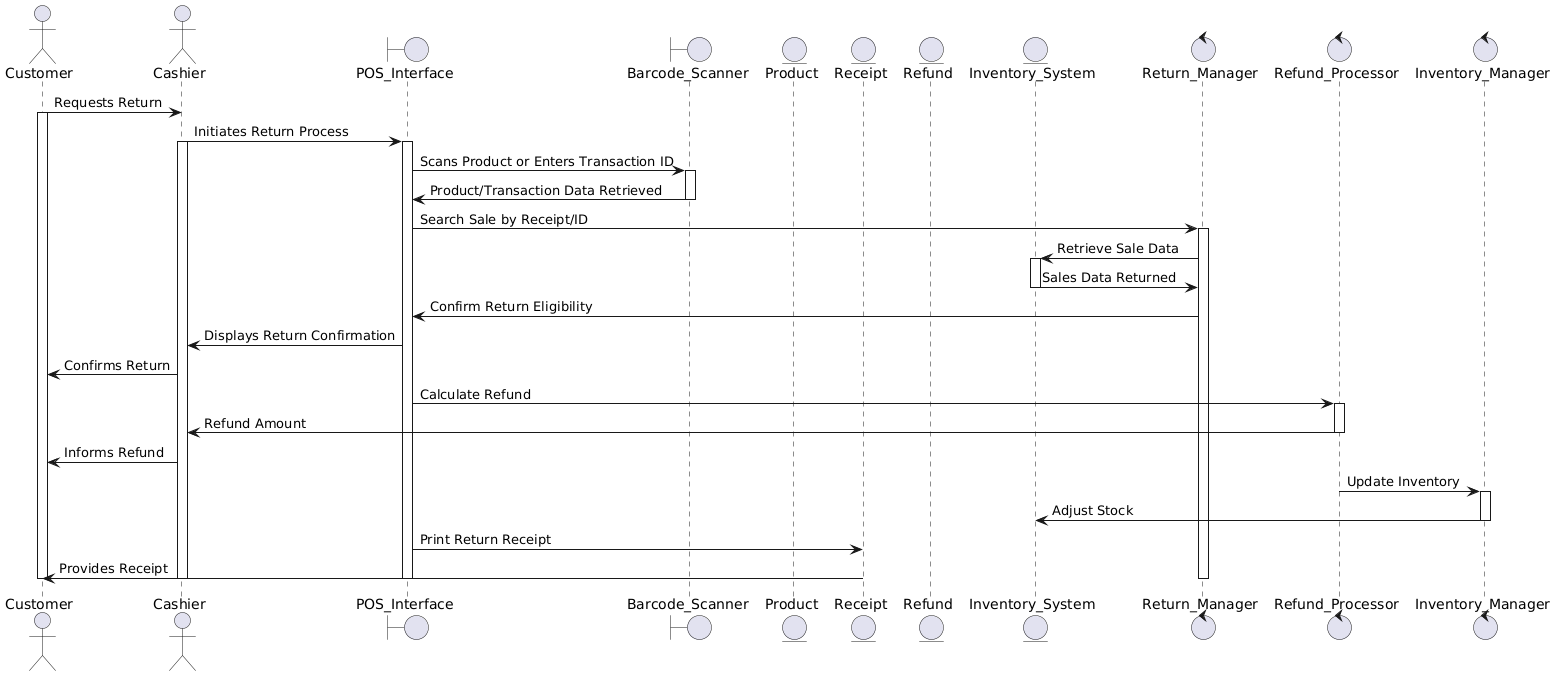 Customer
Cashier
POS_Interface
Barcode_Scanner
Product
Receipt
Refund
Inventory_System
Return_Manager
Refund_Processor
Inventory_Manager
Requests Return
Initiates Return Process
Scans Product or Enters Transaction ID
Product/Transaction Data Retrieved
Search Sale by Receipt/ID
Retrieve Sale Data
Sales Data Returned
Confirm Return Eligibility
Displays Return Confirmation
Confirms Return
Calculate Refund
Refund Amount
Informs Refund
Update Inventory
Adjust Stock
Print Return Receipt
Provides Receipt
Customer
Cashier
POS_Interface
Barcode_Scanner
Product
Receipt
Refund
Inventory_System
Return_Manager
Refund_Processor
Inventory_Manager